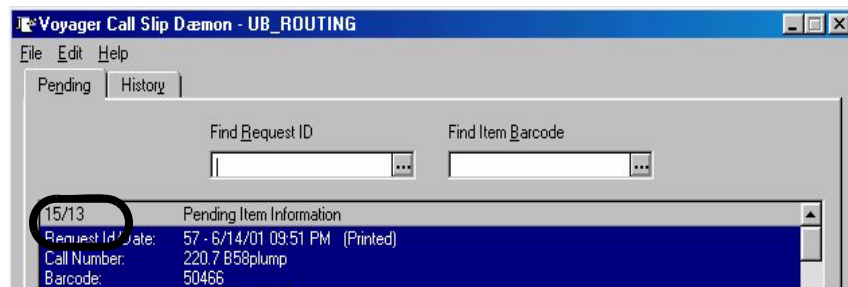 Voyager Call Slip Dæmon - UB_ROUTING
File Edit Help
Pending History
Find Request ID Find Item Barcode
... ...
15/13 Pending Item Information
Request Id/Date: 57 - 6/14/01 09:51 PM (Printed)
Call Number: 220.7 B58plump
Barcode: 50466